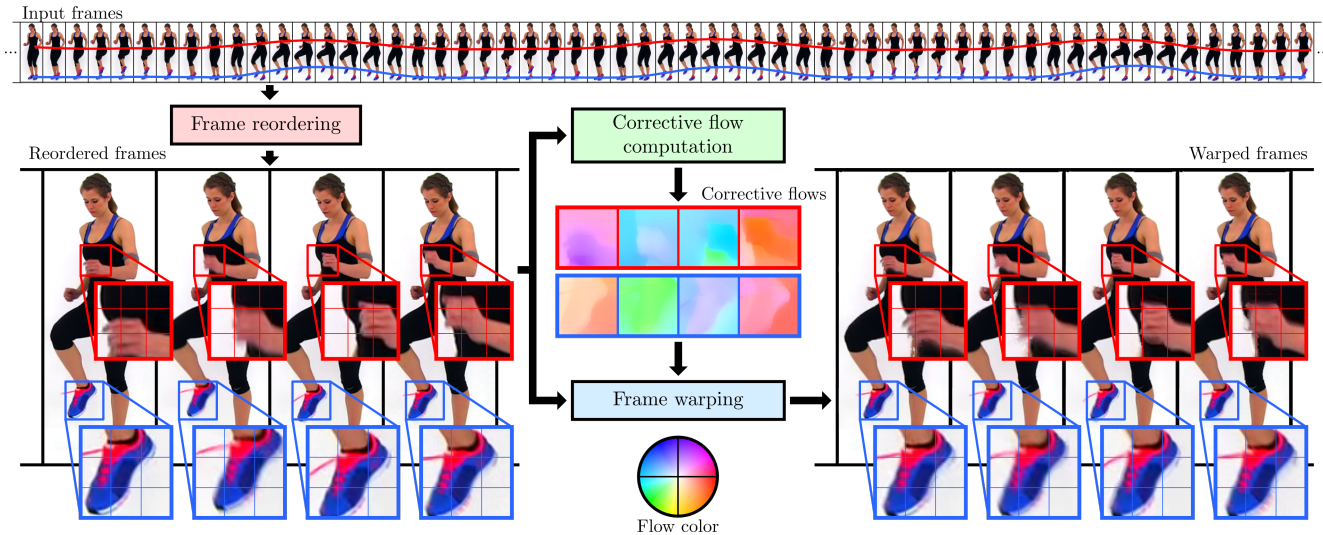 Input frames
...
Frame reordering
Reordered frames
Corrective flow
computation
Corrective flows
Frame warping
Flow color
Warped frames